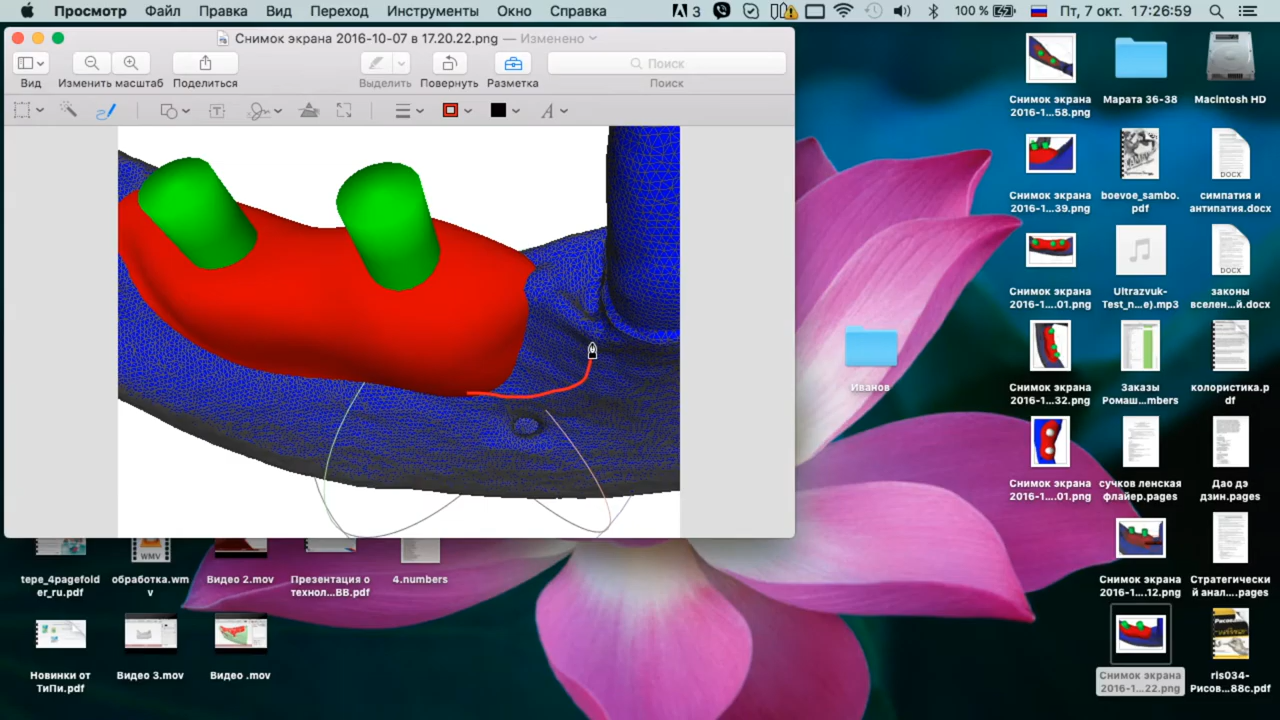 Просмотр Файл Правка Вид Переход Инструменты Окно Справка 3 100 % Пт, 7 окт. 17:26:59
Снимок экрана 2016-10-07 в 17.20.22.png — Изменено
Поиск
Вид Изменить масштаб Поделиться Выделить Повернуть Разметка Поиск
T A
Снимок экрана
2016-1...58.png
Марата 36-38
Macintosh HD
DOCX
Снимок экрана
2016-1...39.png
boevoe_sambo.
pdf
симпатия и
антипатия.docx
DOCX
Снимок экрана
2016-1....01.png
Ultrazvuk-
Test_n...e).mp3
законы
вселен...й.docx
Снимок экрана
2016-1...32.png
Заказы
Ромаш...mbers
колористика.p
df
Иванов
Снимок экрана
2016-1....01.png
сучков ленская
флайер.pages
Дао дэ
дзин.pages
WMV
tepe_4pagefold
er_ru.pdf
обработка.wm
v
Видео 2.mov
Презентация о
технол...ВВ.pdf
4.numbers
Снимок экрана
2016-1....12.png
Стратегически
й анал....pages
Новинки от
ТиПи.pdf
Видео 3.mov
Видео .mov
Снимок экрана
2016-1...22.png
ris034-
Рисов...88c.pdf